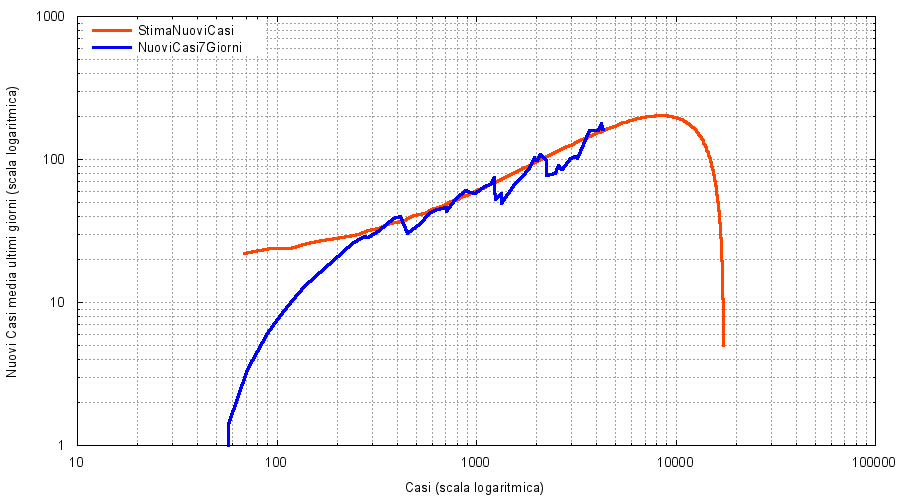 1000
StimaNuoviCasi
NuoviCasi7Giorni
100
10
1
Nuovi Casi media ultimi giorni (scala logaritmica)
10
100
1000
10000
100000
Casi (scala logaritmica)